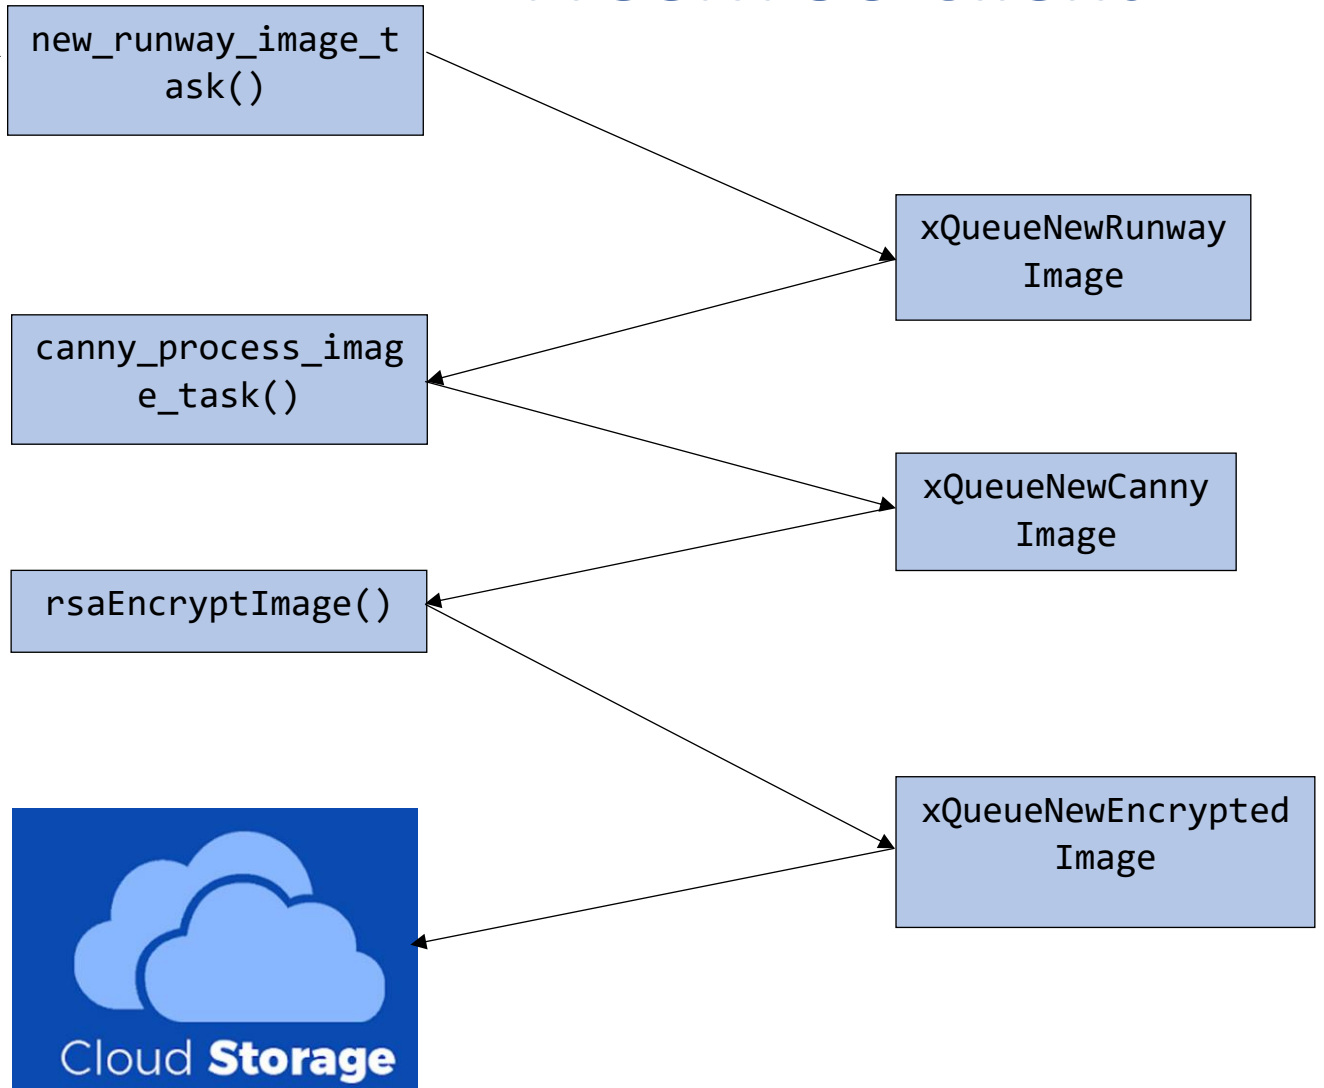 new_runway_image_t
ask()
xQueueNewRunway
Image
canny_process_imag
e_task()
xQueueNewCanny
Image
rsaEncryptImage()
xQueueNewEncrypted
Image
Cloud Storage